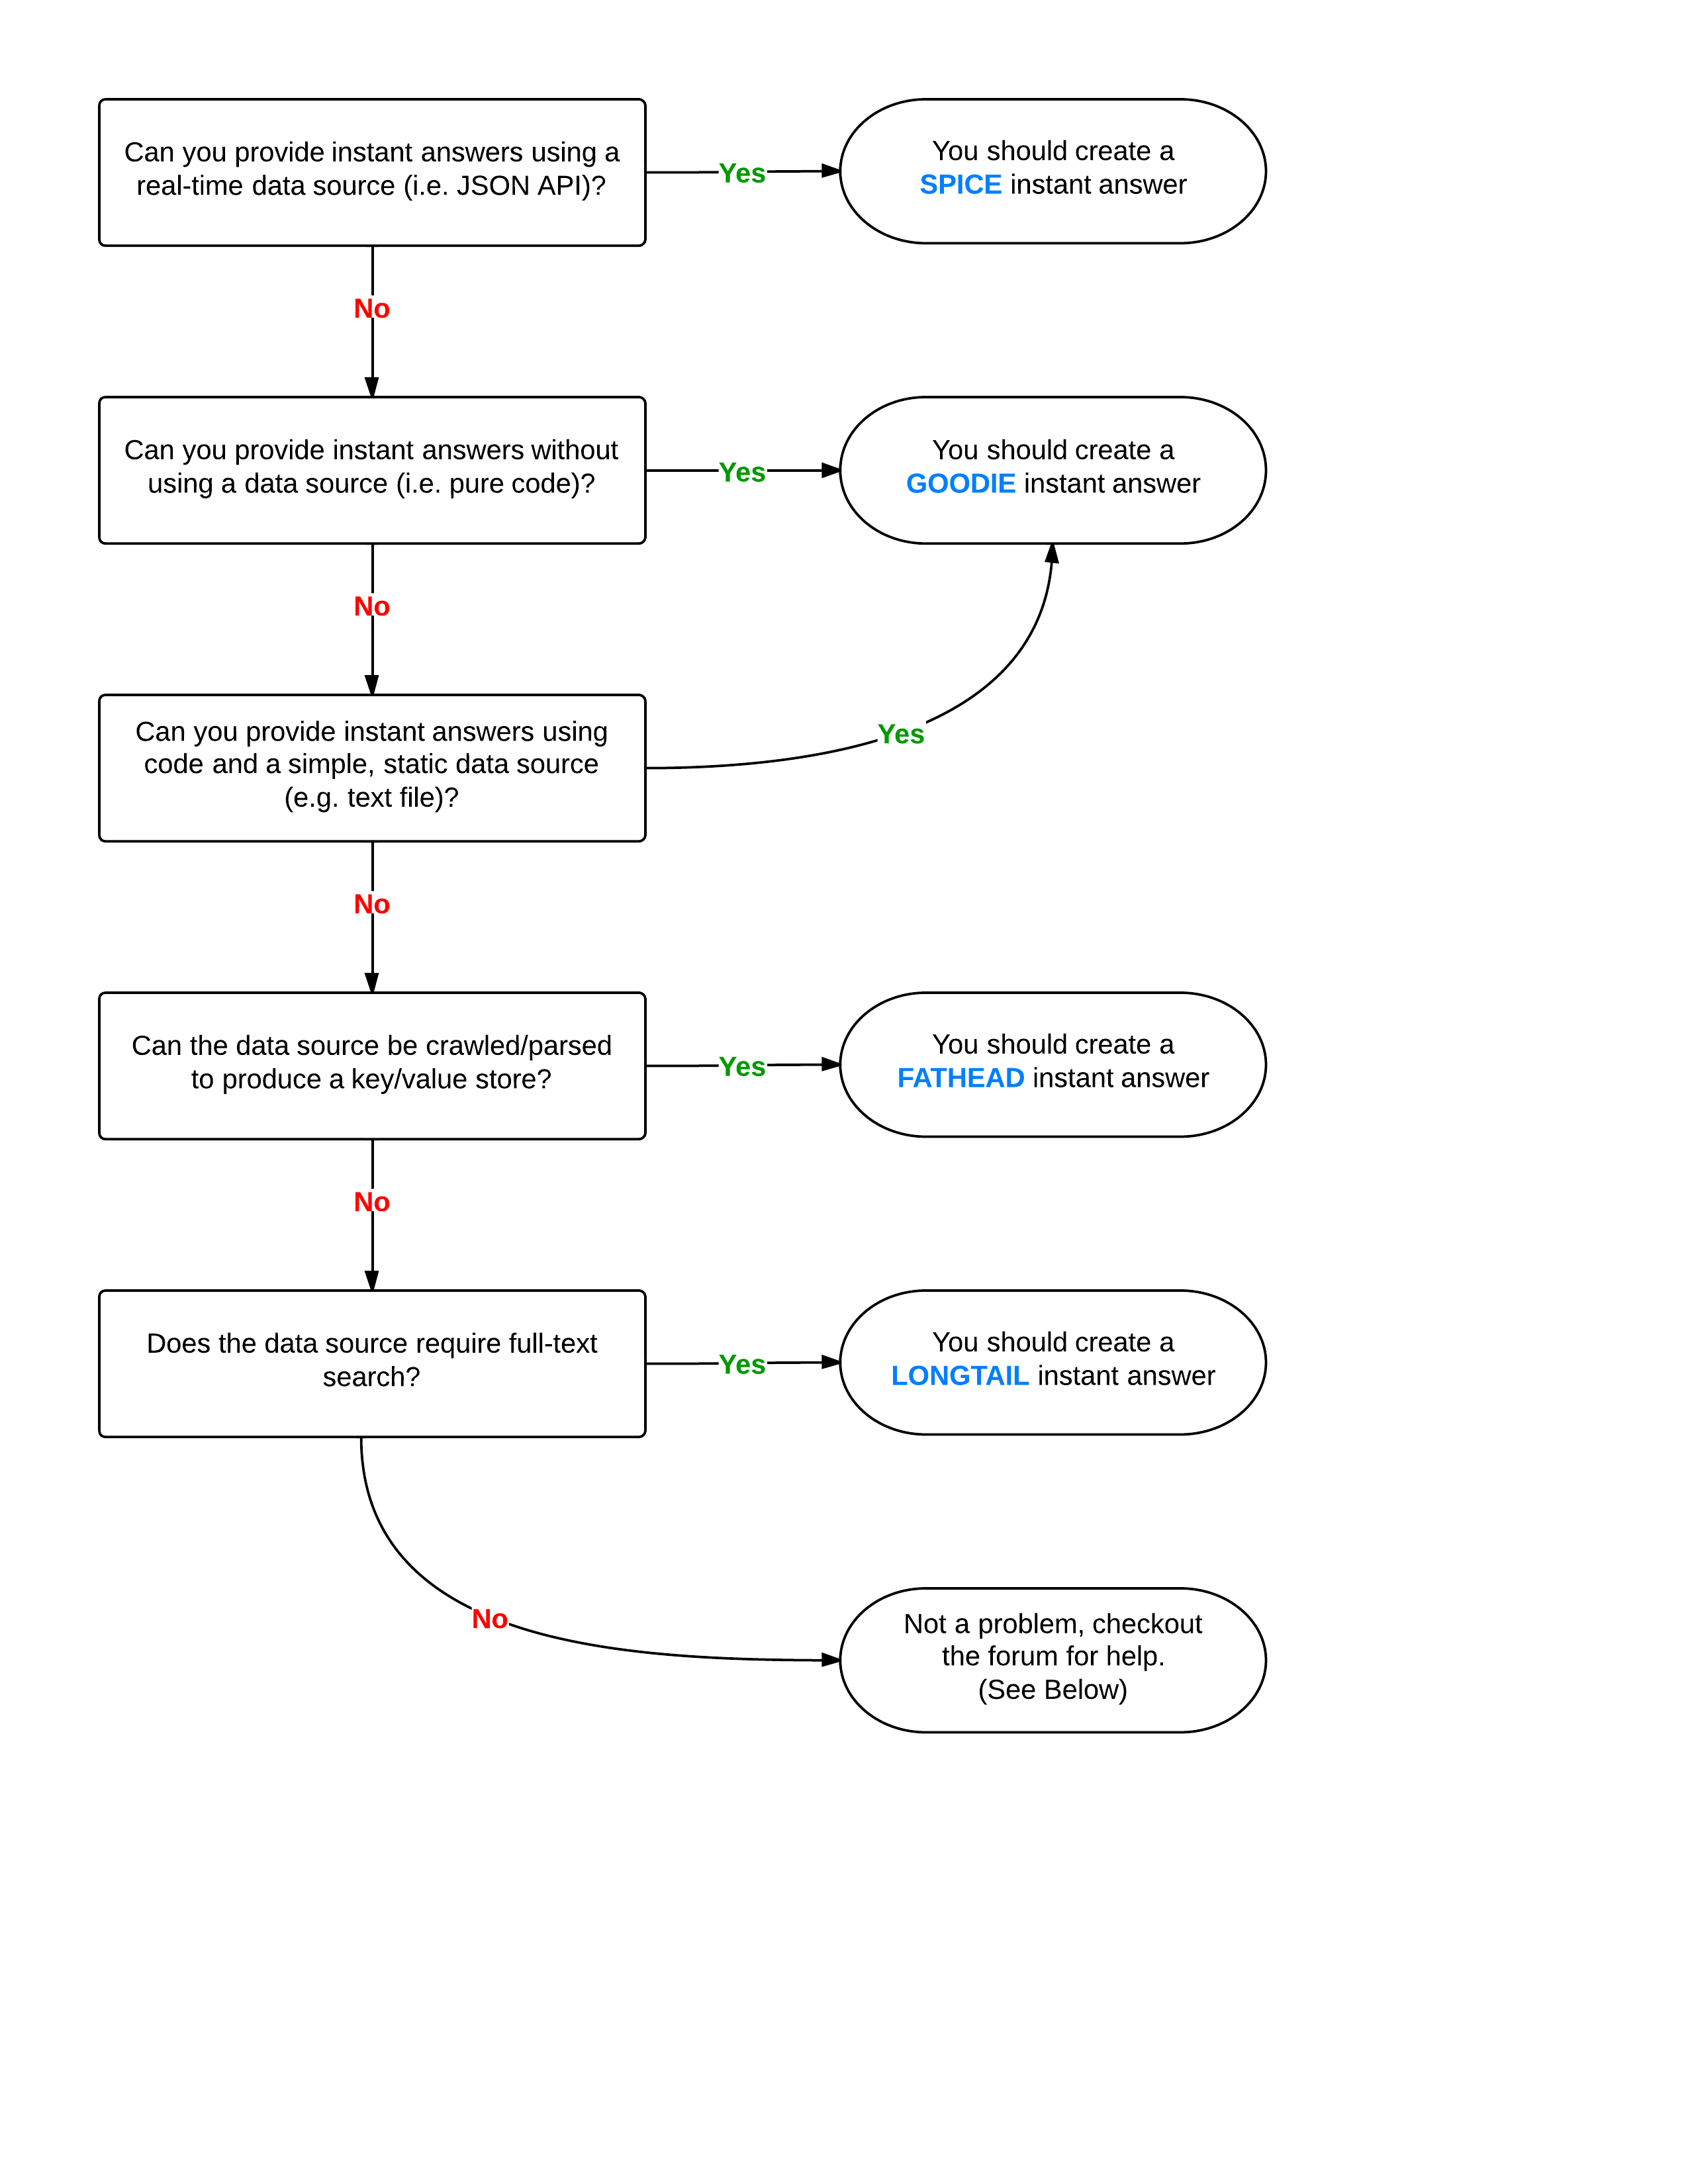 Can you provide instant answers using a
real-time data source (i.e. JSON API)?
Yes
You should create a
SPICE instant answer
No
Can you provide instant answers without
using a data source (i.e. pure code)?
Yes
You should create a
GOODIE instant answer
No
Can you provide instant answers using
code and a simple, static data source
(e.g. text file)?
Yes
No
Can the data source be crawled/parsed
to produce a key/value store?
Yes
You should create a
FATHEAD instant answer
No
Does the data source require full-text
search?
Yes
You should create a
LONGTAIL instant answer
No
Not a problem, checkout
the forum for help.
(See Below)